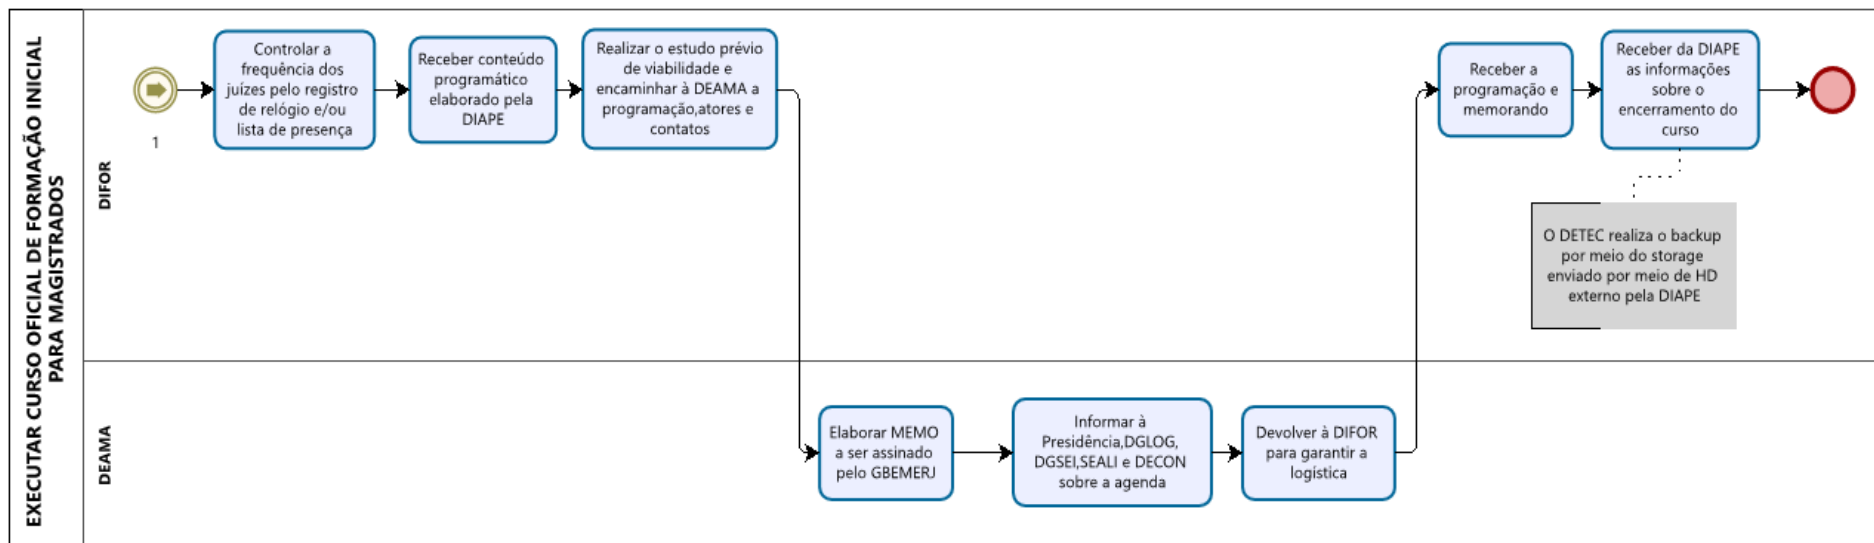 EXECUTAR CURSO OFICIAL DE FORMAÇÃO INICIAL
PARA MAGISTRADOS
DIFOR
1
Controlar a
frequência dos
juízes pelo registro
de relógio e/ou
lista de presença
Receber conteúdo
programático
elaborado pela
DIAPE
Realizar o estudo prévio
de viabilidade e
encaminhar à DEAMA a
programação,atores e
contatos
Receber a
programação e
memorando
Receber da DIAPE
as informações
sobre o
encerramento do
curso
O DETEC realiza o backup
por meio do storage
enviado por meio de HD
externo pela DIAPE
DEAMA
Elaborar MEMO
a ser assinado
pelo GBEMERJ
Informar à
Presidência,DGLOG,
DGSEI,SEALI e DECON
sobre a agenda
Devolver à DIFOR
para garantir a
logística